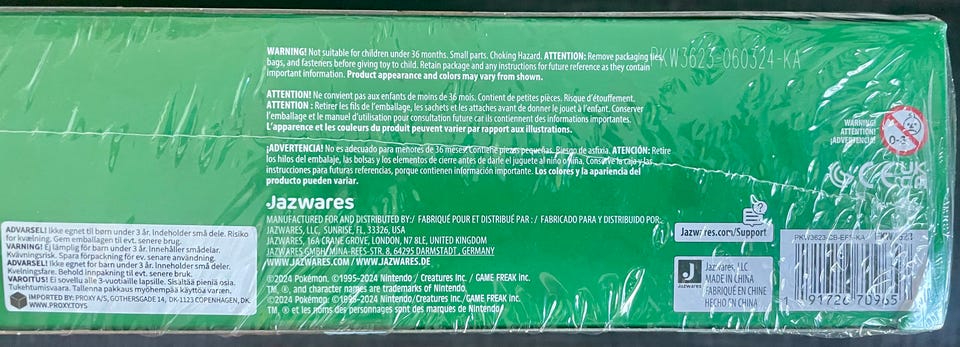 WARNING! Not suitable for children under 36 months. Small parts. Choking Hazard. ATTENTION: Remove packaging ties,
bags, and fasteners before giving toy to child. Retain package and any instructions for future reference as they contain
important information. Product appearance and colors may vary from shown.
PKW3623-060324-KA
ATTENTION! Ne convient pas aux enfants de moins de 36 mois. Contient de petites pièces. Risque d'étouffement.
ATTENTION : Retirer les fils de l'emballage, les sachets et les attaches avant de donner le jouet à l'enfant. Conserver
l'emballage et le manuel d'utilisation pour consultation future car ils contiennent des informations importantes.
L'apparence et les couleurs du produit peuvent varier par rapport aux illustrations.
¡ADVERTENCIA! No es adecuado para menores de 36 meses. Contiene piezas pequeñas. Riesgo de asfixia. ATENCIÓN: Retire
los hilos del embalaje, las bolsas y los elementos de cierre antes de darle el juguete al niño o niña. Conserve la caja y las
instrucciones para futuras referencias, porque contienen información importante. Los colores y la apariencia del
producto pueden variar.
WARNING!
ATTENTION!
¡ADVERTENCIA!
0-3
CE
UK
CA
Jazwares
MANUFACTURED FOR AND DISTRIBUTED BY:/ FABRIQUÉ POUR ET DISTRIBUÉ PAR : / FABRICADO PARA Y DISTRIBUIDO POR:
JAZWARES, LLC, SUNRISE, FL, 33326, USA
JAZWARES, 16A CRANE GROVE, LONDON, N7 8LE, UNITED KINGDOM
JAZWARES GMBH, MINA-REES-STR. 8, 64295 DARMSTADT, GERMANY
WWW.JAZWARES.COM / WWW.JAZWARES.DE
©2024 Pokémon. ©1995-2024 Nintendo / Creatures Inc. / GAME FREAK inc.
TM, ®, and character names are trademarks of Nintendo.
©2024 Pokémon. ©1995-2024 Nintendo / Creatures Inc. / GAME FREAK inc.
TM, ® et les noms des personnages sont des marques de Nintendo.
ADVARSEL! Ikke egnet til børn under 3 år. Indeholder små dele. Risiko
for kvælning. Gem emballagen til evt. senere brug.
VARNING! Ej lämplig för barn under 3 år. Innehåller smådelar.
Kvävningsrisk. Spara förpackning för ev. senare användning.
ADVARSEL! Ikke egnet for barn under 3 år. Inneholder små deler.
Kvelningsfare. Behold innpakning til evt. senere bruk.
VAROITUS! Ei sovellu alle 3-vuotiaille lapsille. Sisältää pieniä osia.
Tukehtumisvaara. Tallenna pakkaus myöhempää käyttöä varten.
IMPORTED BY: PROXY A/S, GOTHERSGADE 14, DK-1123 COPENHAGEN, DK.
WWW.PROXY.TOYS
Jazwares.com/Support
J
Jazwares
Jazwares, LLC
MADE IN CHINA
FABRIQUÉ EN CHINE
HECHO EN CHINA